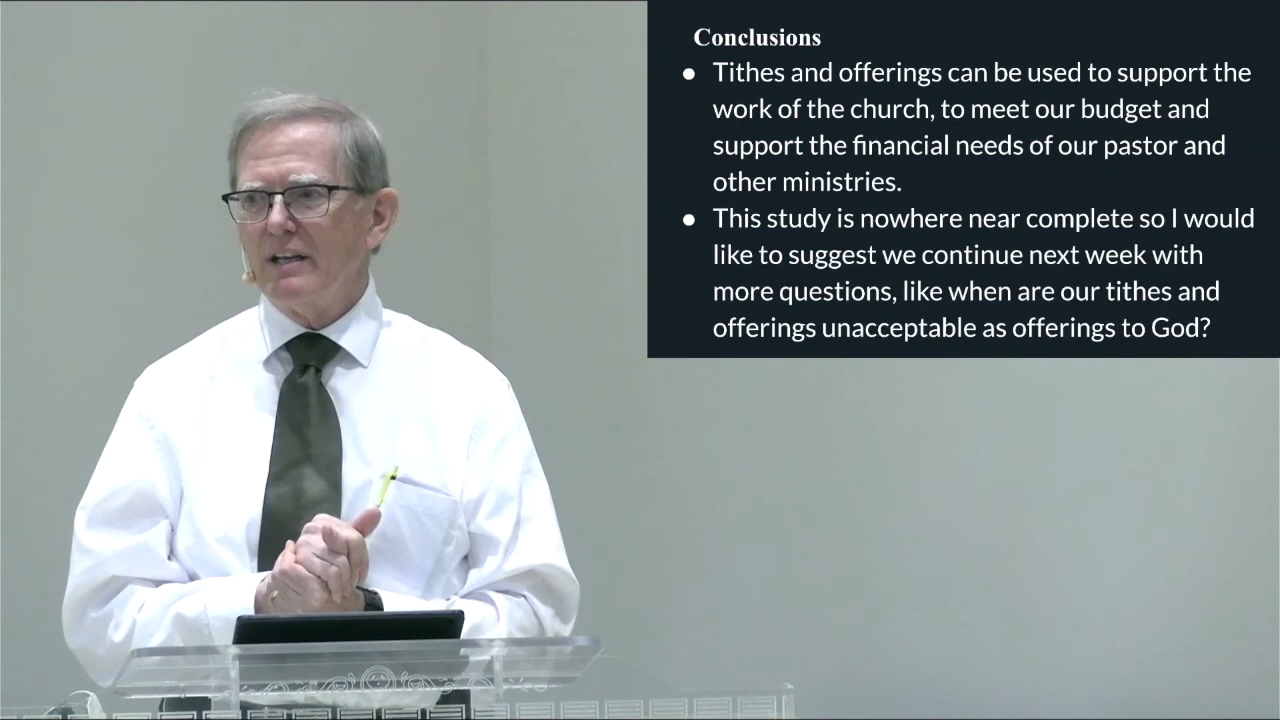 Conclusions
● Tithes and offerings can be used to support the
work of the church, to meet our budget and
support the financial needs of our pastor and
other ministries.
● This study is nowhere near complete so I would
like to suggest we continue next week with
more questions, like when are our tithes and
offerings unacceptable as offerings to God?